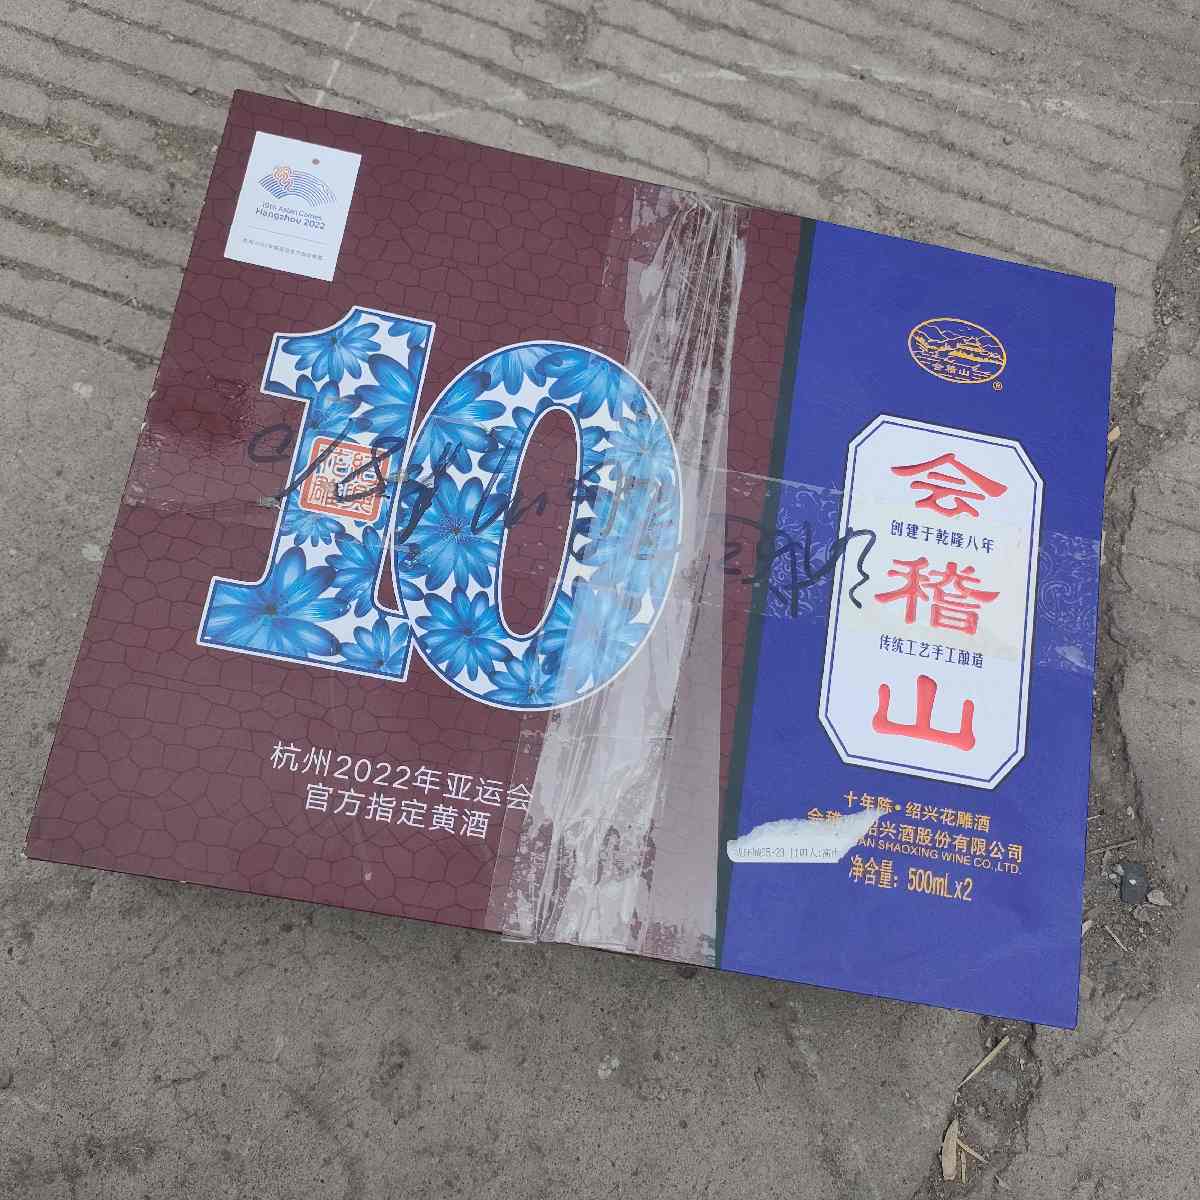 19th Asian Games
Hangzhou 2022
10
杭州2022年亚运会
官方指定黄酒
会稽山
®
会
创建于乾隆八年
稽
传统工艺手工酿造
山
十年陈·绍兴花雕酒
绍兴酒股份有限公司
SHAOXING WINE CO.,LTD.
净含量：500mLx2